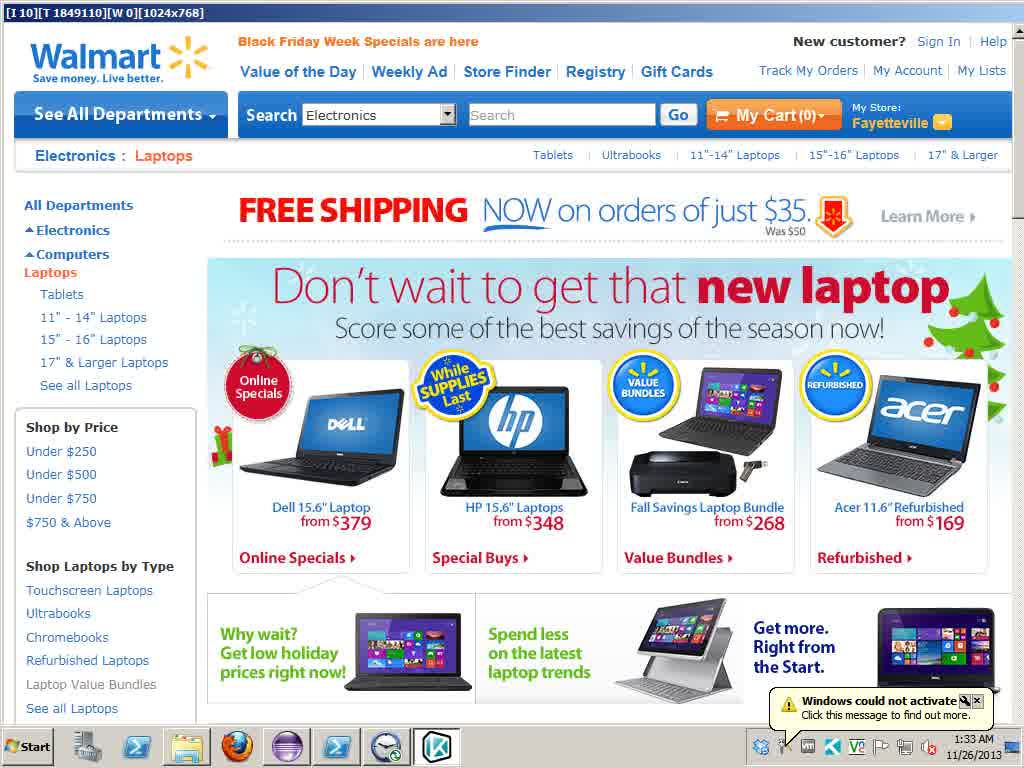 [I 10][T 1849110][W 0][1024x768]
Walmart
Save money. Live better.
Black Friday Week Specials are here
New customer? Sign In Help
Value of the Day Weekly Ad Store Finder Registry Gift Cards
Track My Orders My Account My Lists
See All Departments
Search Electronics Search Go
My Cart (0)
My Store:
Fayetteville
Electronics : Laptops
Tablets Ultrabooks 11"-14" Laptops 15"-16" Laptops 17" & Larger
All Departments
Electronics
Computers
Laptops
Tablets
11" - 14" Laptops
15" - 16" Laptops
17" & Larger Laptops
See all Laptops
Shop by Price
Under $250
Under $500
Under $750
$750 & Above
Shop Laptops by Type
Touchscreen Laptops
Ultrabooks
Chromebooks
Refurbished Laptops
Laptop Value Bundles
See all Laptops
FREE SHIPPING NOW on orders of just $35.
Was $50
Learn More
Don't wait to get that new laptop
Score some of the best savings of the season now!
Online
Specials
DELL
Dell 15.6" Laptop
from $379
Online Specials
While
SUPPLIES
Last
hp
HP 15.6" Laptops
from $348
Special Buys
VALUE
BUNDLES
Canon
Fall Savings Laptop Bundle
from $268
Value Bundles
REFURBISHED
acer
Acer 11.6" Refurbished
from $169
Refurbished
Why wait?
Get low holiday
prices right now!
Spend less
on the latest
laptop trends
Get more.
Right from
the Start.
Windows could not activate
Click this message to find out more.
Start
1:33 AM
11/26/2013